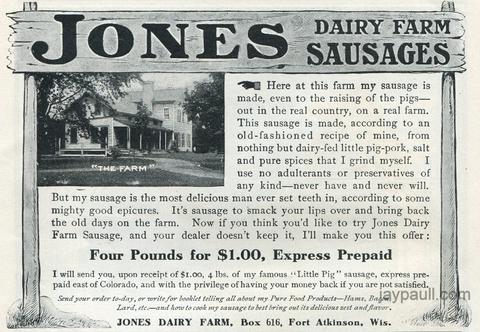 JONES DAIRY FARM
SAUSAGES
Here at this farm my sausage is
made, even to the raising of the pigs—
out in the real country, on a real farm.
This sausage is made, according to an
old-fashioned recipe of mine, from
nothing but dairy-fed little pig-pork, salt
and pure spices that I grind myself. I
use no adulterants or preservatives of
any kind—never have and never will.
"THE FARM"
But my sausage is the most delicious man ever set teeth in, according to some
mighty good epicures. It's sausage to smack your lips over and bring back
the old days on the farm. Now if you think you'd like to try Jones Dairy
Farm Sausage, and your dealer doesn't keep it, I'll make you this offer:
Four Pounds for $1.00, Express Prepaid
I will send you, upon receipt of $1.00, 4 lbs. of my famous "Little Pig" sausage, express pre-
paid east of Colorado, and with the privilege of having your money back if you are not satisfied.
Send your order to-day, or write for booklet telling all about my Pure Food Products—Hams, Bacon,
Lard, etc.—and how to cook my sausage to best bring out its delicious zest and flavor.
JONES DAIRY FARM, Box 616, Fort Atkinson, Wis.
jaypaull.com